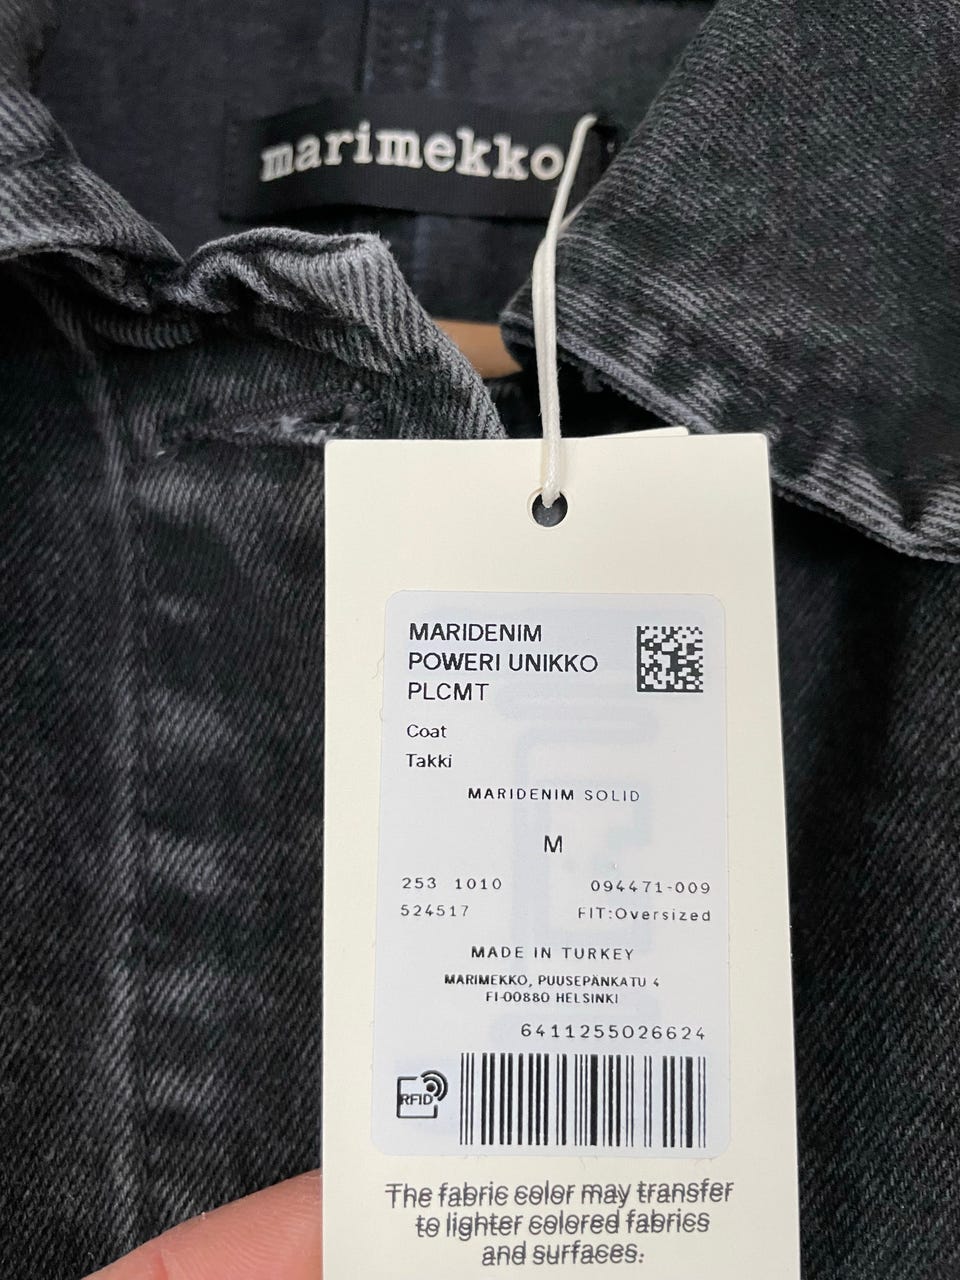 marimekko
MARIDENIM
POWERI UNIKKO
PLCMT
Coat
Takki
MARIDENIM SOLID
M
253 1010 094471-009
524517 FIT:Oversized
MADE IN TURKEY
MARIMEKKO, PUUSEPÄNKATU 4
FI-00880 HELSINKI
6411255026624
RFID
The fabric color may transfer
to lighter colored fabrics
and surfaces.